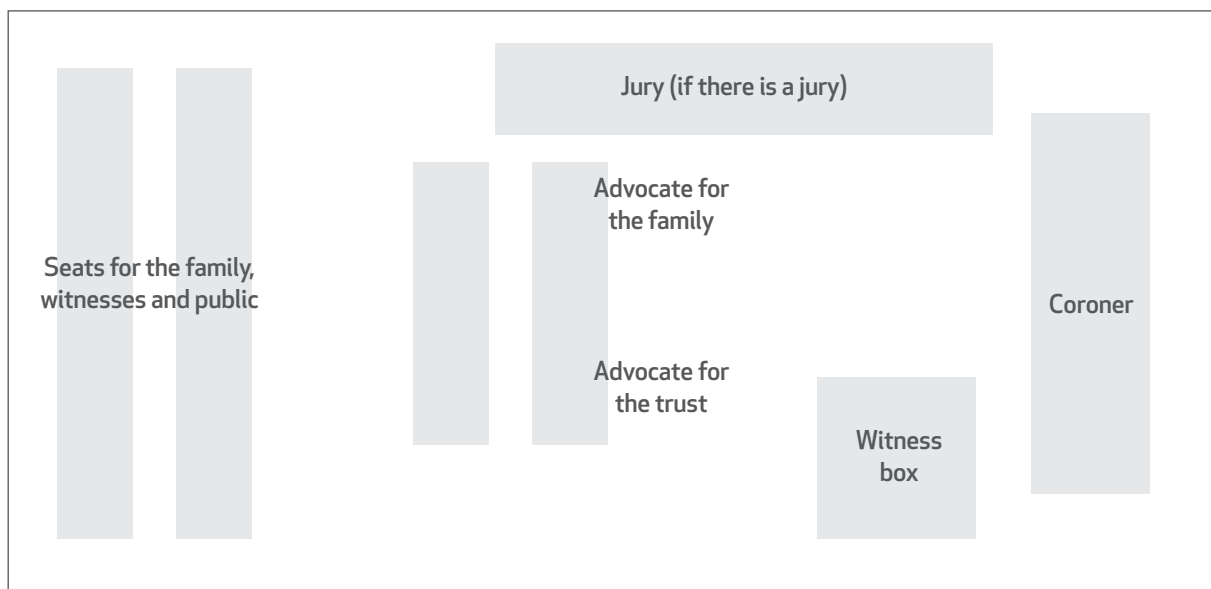 Jury (if there is a jury)
Advocate for
the family
Seats for the family,
witnesses and public
Coroner
Advocate for
the trust
Witness
box